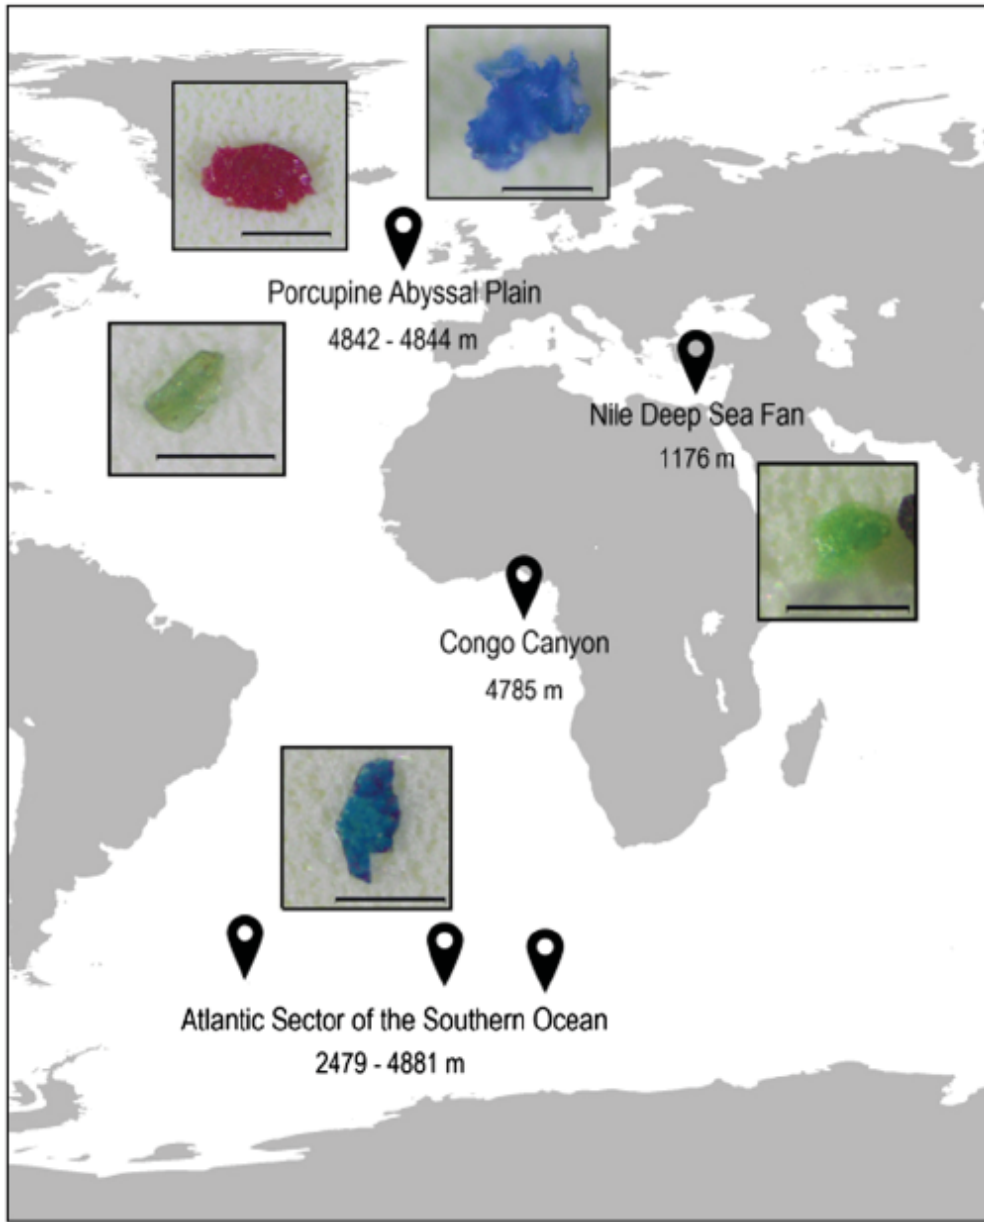 Porcupine Abyssal Plain
4842 - 4844 m
Nile Deep Sea Fan
1176 m
Congo Canyon
4785 m
Atlantic Sector of the Southern Ocean
2479 - 4881 m